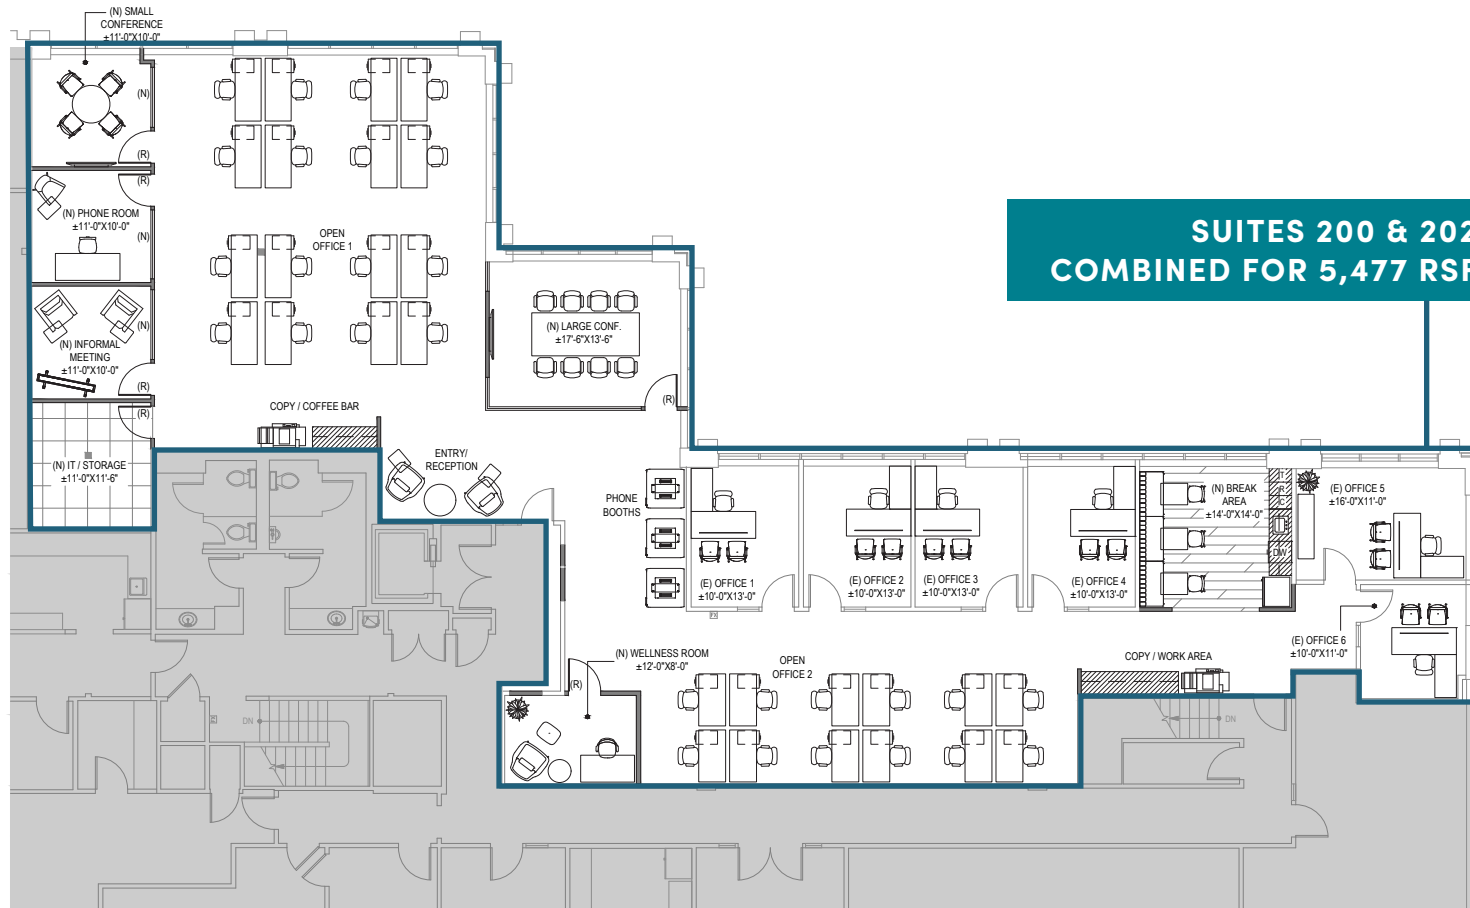 (N) SMALL
CONFERENCE
±11'-0"X10'-0"
(N)
(R)
(R)
(N) PHONE ROOM
±11'-0"X10'-0"
(N)
(N)
(N) INFORMAL
MEETING
±11'-0"X10'-0"
(R)
(R)
(N) IT / STORAGE
±11'-0"X11'-6"
OPEN
OFFICE 1
COPY / COFFEE BAR
ENTRY/
RECEPTION
(N) LARGE CONF.
±17'-6"X13'-6"
(R)
SUITES 200 & 202
COMBINED FOR 5,477 RSF
PHONE
BOOTHS
(E) OFFICE 1
±10'-0"X13'-0"
(E) OFFICE 2
±10'-0"X13'-0"
(E) OFFICE 3
±10'-0"X13'-0"
(E) OFFICE 4
±10'-0"X13'-0"
(N) BREAK
AREA
±14'-0"X14'-0"
T
R
C
DW
(E) OFFICE 5
±16'-0"X11'-0"
(E) OFFICE 6
±10'-0"X11'-0"
FX
(N) WELLNESS ROOM
±12'-0"X8'-0"
(R)
OPEN
OFFICE 2
COPY / WORK AREA
DN
DN